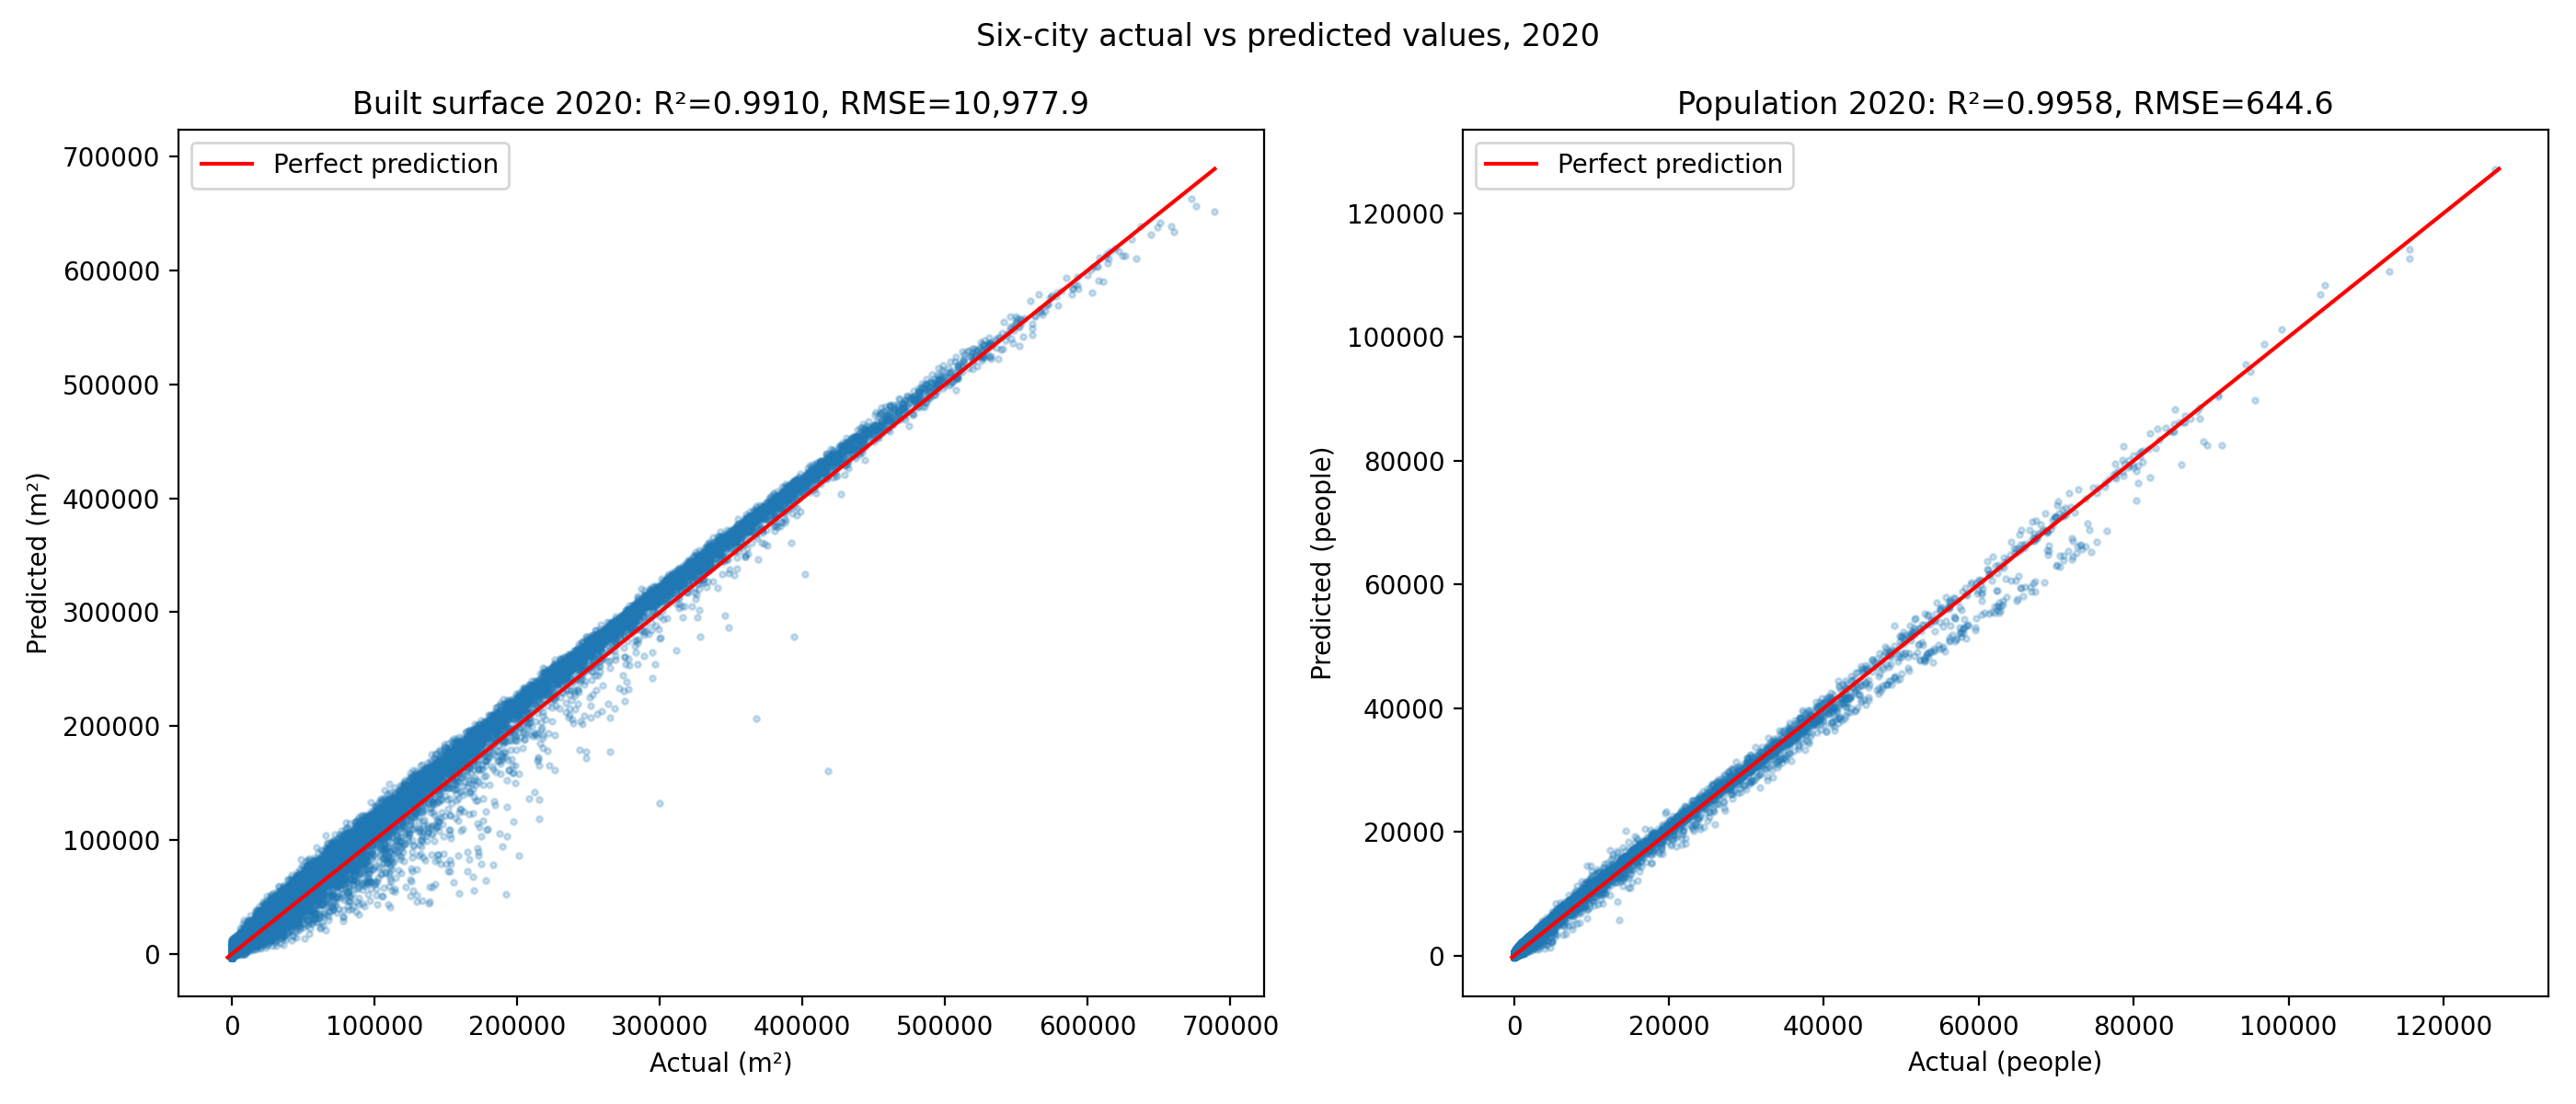 Six-city actual vs predicted values, 2020
Built surface 2020: R²=0.9910, RMSE=10,977.9
Perfect prediction
700000
600000
500000
400000
300000
200000
100000
0
Predicted (m²)
0 100000 200000 300000 400000 500000 600000 700000
Actual (m²)
Population 2020: R²=0.9958, RMSE=644.6
Perfect prediction
120000
100000
80000
60000
40000
20000
0
Predicted (people)
0 20000 40000 60000 80000 100000 120000
Actual (people)